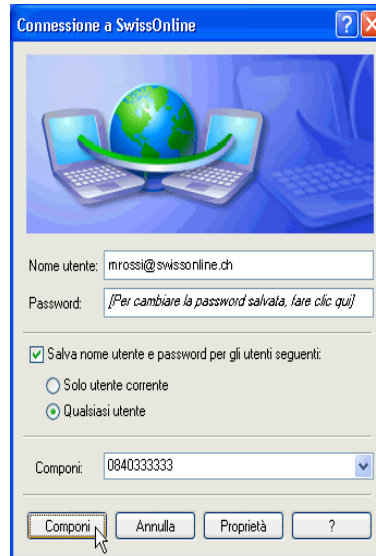 Connessione a SwissOnline
Nome utente: mrossi@swissonline.ch
Password: [Per cambiare la password salvata, fare clic qui]
Salva nome utente e password per gli utenti seguenti:
Solo utente corrente
Qualsiasi utente
Componi: 0840333333
Componi Annulla Proprietà ?